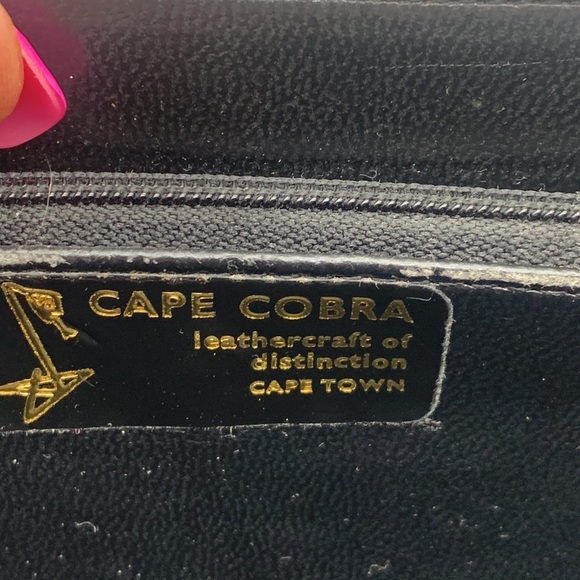 CAPE COBRA
leathercraft of
distinction
CAPE TOWN